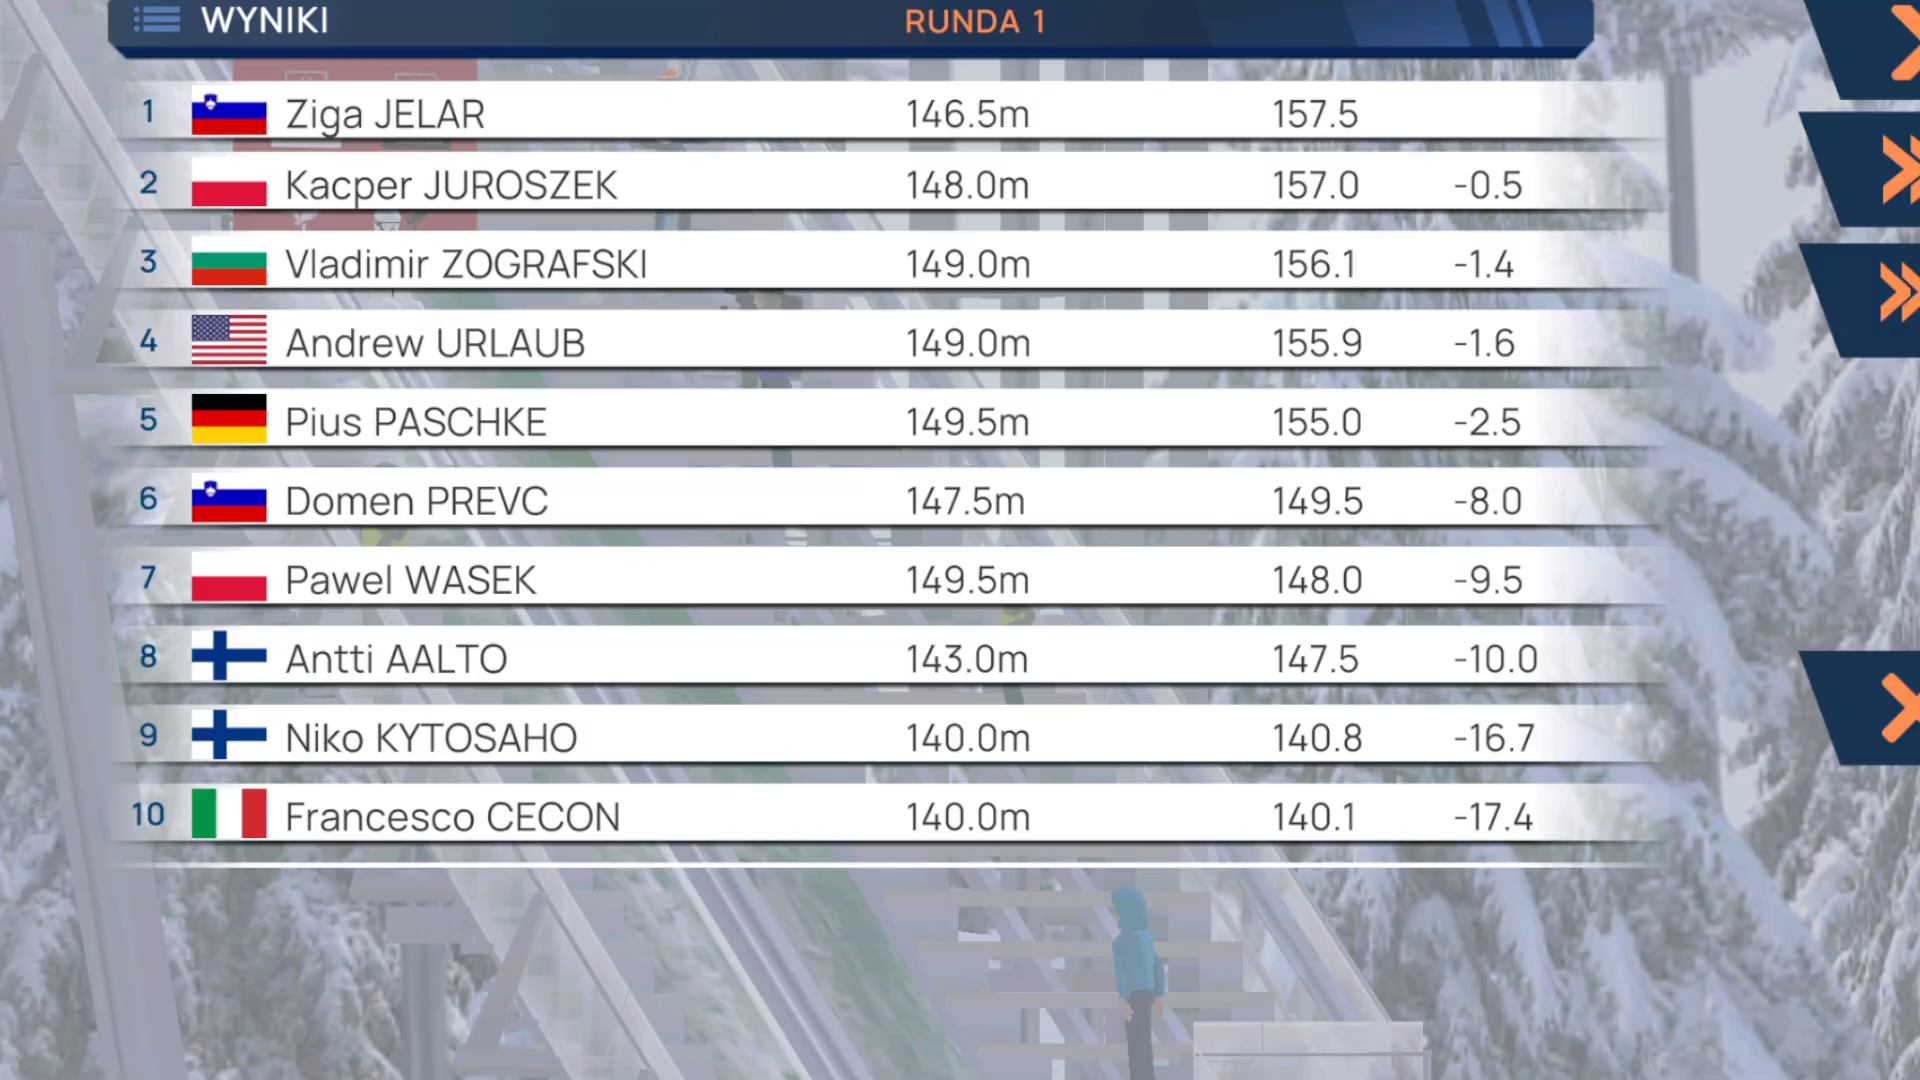 WYNIKI RUNDA 1
1 Ziga JELAR 146.5m 157.5
2 Kacper JUROSZEK 148.0m 157.0 -0.5
3 Vladimir ZOGRAFSKI 149.0m 156.1 -1.4
4 Andrew URLAUB 149.0m 155.9 -1.6
5 Pius PASCHKE 149.5m 155.0 -2.5
6 Domen PREVC 147.5m 149.5 -8.0
7 Pawel WASEK 149.5m 148.0 -9.5
8 Antti AALTO 143.0m 147.5 -10.0
9 Niko KYTOSAHO 140.0m 140.8 -16.7
10 Francesco CECON 140.0m 140.1 -17.4